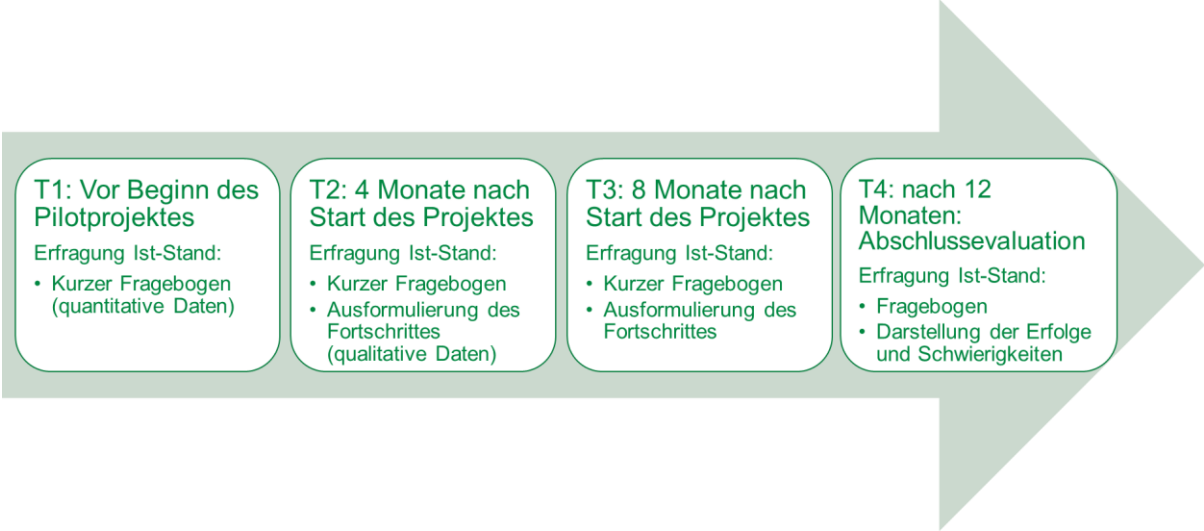 T1: Vor Beginn des
Pilotprojektes
Erfragung Ist-Stand:
• Kurzer Fragebogen
(quantitative Daten)
T2: 4 Monate nach
Start des Projektes
Erfragung Ist-Stand:
• Kurzer Fragebogen
• Ausformulierung des
Fortschrittes
(qualitative Daten)
T3: 8 Monate nach
Start des Projektes
Erfragung Ist-Stand:
• Kurzer Fragebogen
• Ausformulierung des
Fortschrittes
T4: nach 12
Monaten:
Abschlussevaluation
Erfragung Ist-Stand:
• Fragebogen
• Darstellung der Erfolge
und Schwierigkeiten